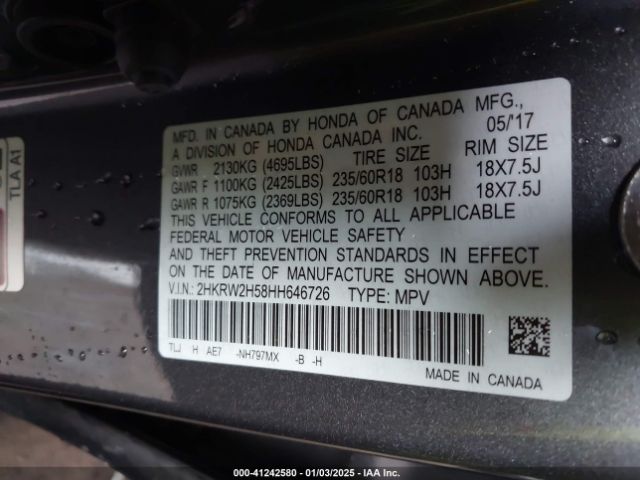 MFD. IN CANADA BY HONDA OF CANADA MFG.,
A DIVISION OF HONDA CANADA INC. 05/'17
GVWR 2130KG (4695LBS) TIRE SIZE RIM SIZE
GAWR F 1100KG (2425LBS) 235/60R18 103H 18X7.5J
GAWR R 1075KG (2369LBS) 235/60R18 103H 18X7.5J
THIS VEHICLE CONFORMS TO ALL APPLICABLE
FEDERAL MOTOR VEHICLE SAFETY
AND THEFT PREVENTION STANDARDS IN EFFECT
ON THE DATE OF MANUFACTURE SHOWN ABOVE.
V.I.N.: 2HKRW2H58HH646726 TYPE: MPV
TLJ H AE7 -NH797MX -B -H
MADE IN CANADA
TLA A1
000-41242580 - 01/03/2025 - IAA Inc.